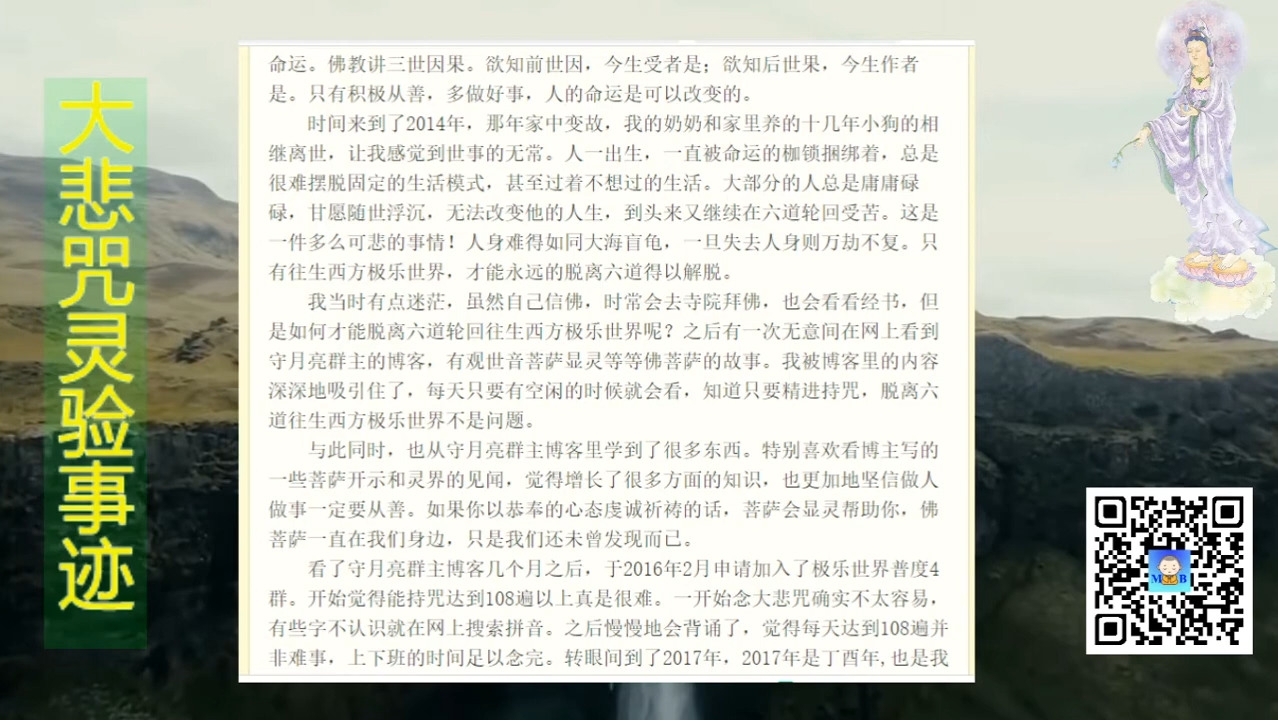 大悲咒灵验事迹
命运。佛教讲三世因果。欲知前世因，今生受者是；欲知后世果，今生作者
是。只有积极从善，多做好事，人的命运是可以改变的。
时间来到了2014年，那年家中变故，我的奶奶和家里养的十几年小狗的相
继离世，让我感觉到世事的无常。人一出生，一直被命运的枷锁捆绑着，总是
很难摆脱固定的生活模式，甚至过着不想过的生活。大部分的人总是庸庸碌
碌，甘愿随世浮沉，无法改变他的人生，到头来又继续在六道轮回受苦。这是
一件多么可悲的事情！人身难得如同大海盲龟，一旦失去人身则万劫不复。只
有往生西方极乐世界，才能永远的脱离六道得以解脱。
我当时有点迷茫，虽然自己信佛，时常会去寺院拜佛，也会看看经书，但
是如何才能脱离六道轮回往生西方极乐世界呢？之后有一次无意间在网上看到
守月亮群主的博客，有观世音菩萨显灵等等佛菩萨的故事。我被博客里的内容
深深地吸引住了，每天只要有空闲的时候就会看，知道只要精进持咒，脱离六
道往生西方极乐世界不是问题。
与此同时，也从守月亮群主博客里学到了很多东西。特别喜欢看博主写的
一些菩萨开示和灵界的见闻，觉得增长了很多方面的知识，也更加地坚信做人
做事一定要从善。如果你以恭奉的心态虔诚祈祷的话，菩萨会显灵帮助你，佛
菩萨一直在我们身边，只是我们还未曾发现而已。
看了守月亮群主博客几个月之后，于2016年2月申请加入了极乐世界普度4
群。开始觉得能持咒达到108遍以上真是很难。一开始念大悲咒确实不太容易，
有些字不认识就在网上搜索拼音。之后慢慢地会背诵了，觉得每天达到108遍并
非难事，上下班的时间足以念完。转眼间到了2017年，2017年是丁酉年,也是我
M B